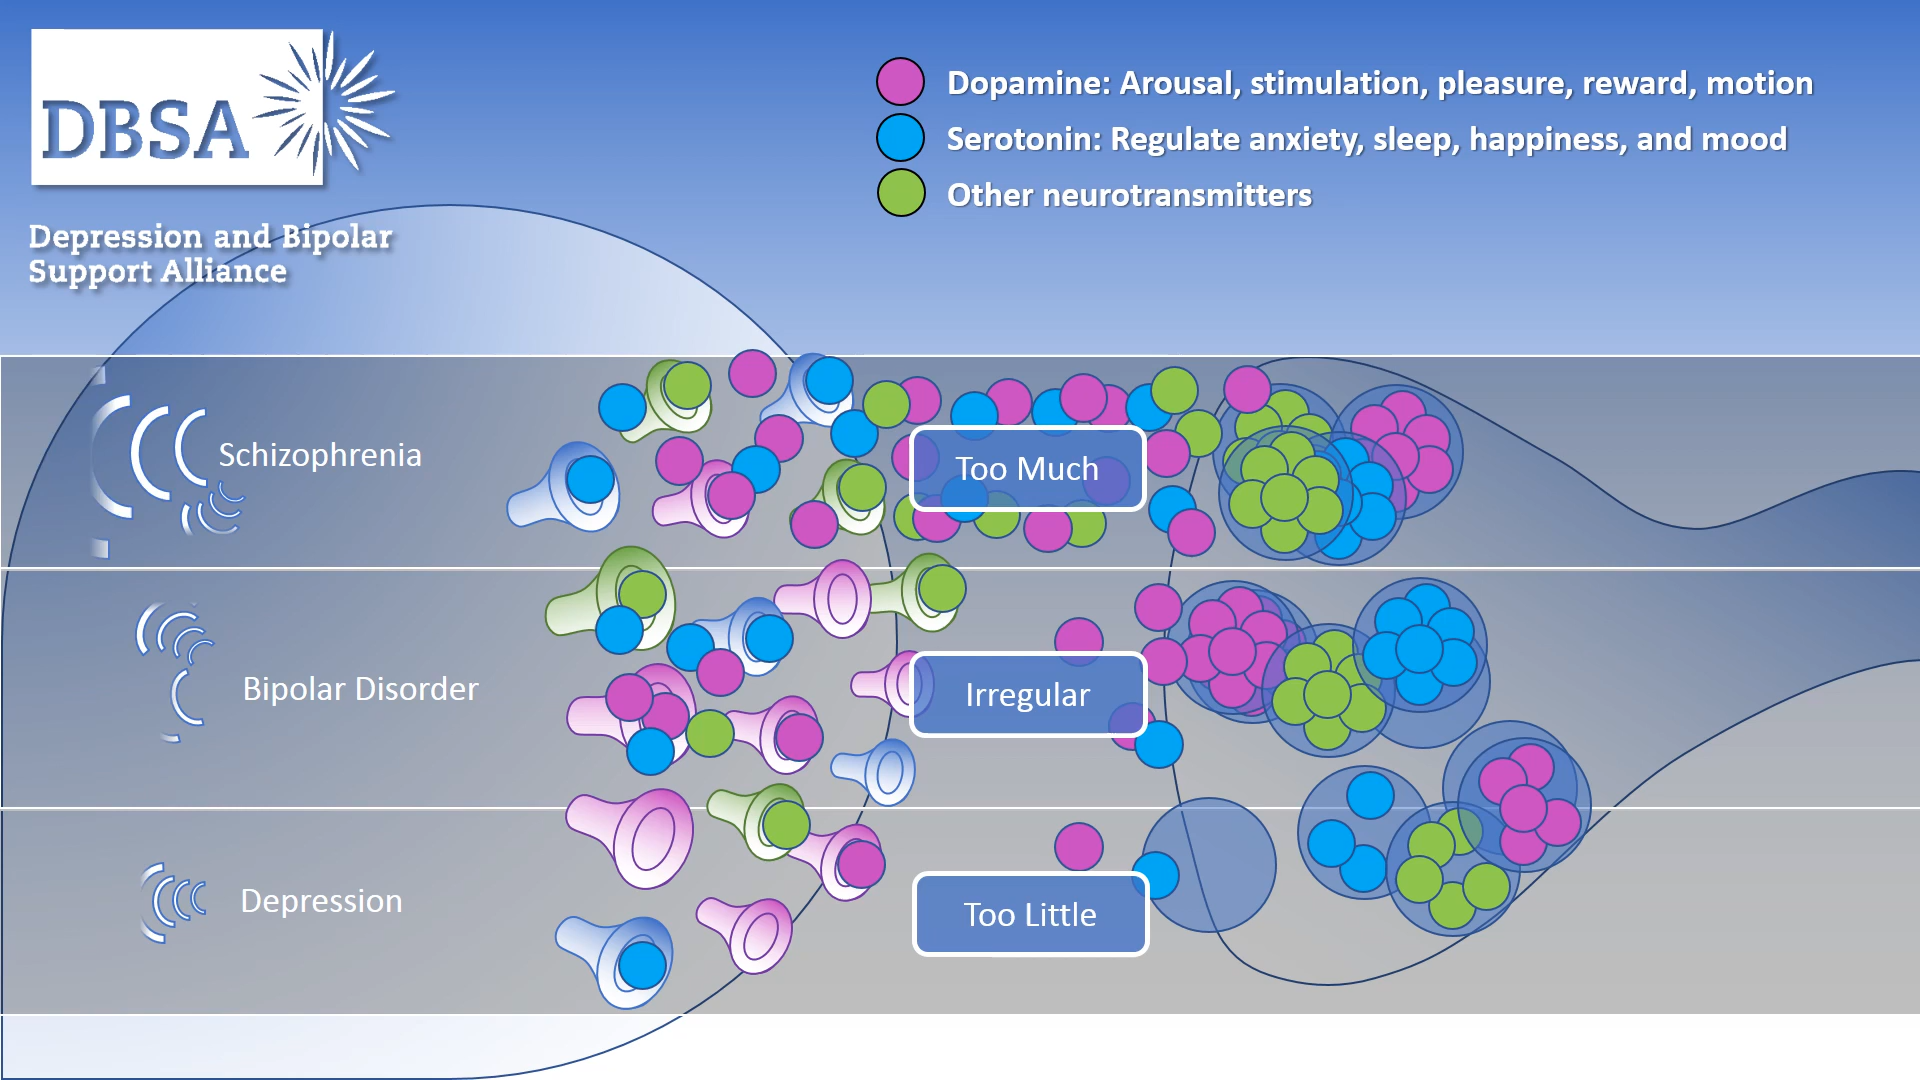 DBSA
Depression and Bipolar
Support Alliance
Dopamine: Arousal, stimulation, pleasure, reward, motion
Serotonin: Regulate anxiety, sleep, happiness, and mood
Other neurotransmitters
Schizophrenia
Too Much
Bipolar Disorder
Irregular
Depression
Too Little